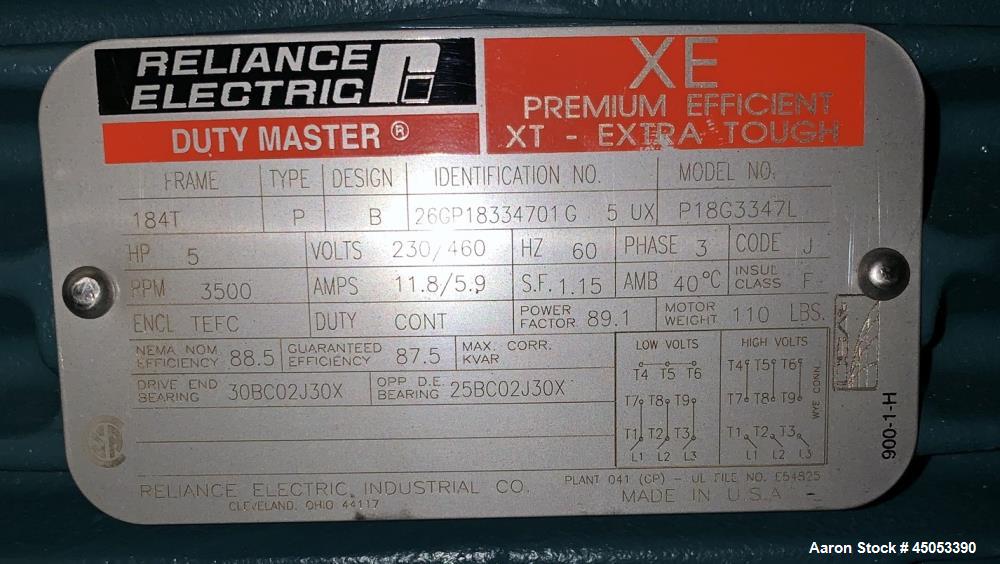 RELIANCE
ELECTRIC
DUTY MASTER ®
XE
PREMIUM EFFICIENT
XT - EXTRA TOUGH
FRAME TYPE DESIGN IDENTIFICATION NO. MODEL NO.
184T P B 26GP18334701G 5 UX P18G3347L
HP 5 VOLTS 230/460 HZ 60 PHASE 3 CODE J
RPM 3500 AMPS 11.8/5.9 S.F. 1.15 AMB 40°C INSUL CLASS F
ENCL TEFC DUTY CONT POWER FACTOR 89.1 MOTOR WEIGHT 110 LBS.
NEMA NOM EFFICIENCY 88.5 GUARANTEED EFFICIENCY 87.5 MAX. CORR. KVAR
DRIVE END BEARING 30BC02J30X OPP D.E. BEARING 25BC02J30X
LOW VOLTS HIGH VOLTS
T4 T5 T6 T4 T5 T6
T7 T8 T9 T7 T8 T9
T1 T2 T3 T1 T2 T3
L1 L2 L3 L1 L2 L3
WYE CONN.
900-1-H
RELIANCE ELECTRIC INDUSTRIAL CO.
CLEVELAND, OHIO 44117
PLANT 041 (GP) - UL FILE NO. E54825
MADE IN U.S.A.
Aaron Stock # 45053390